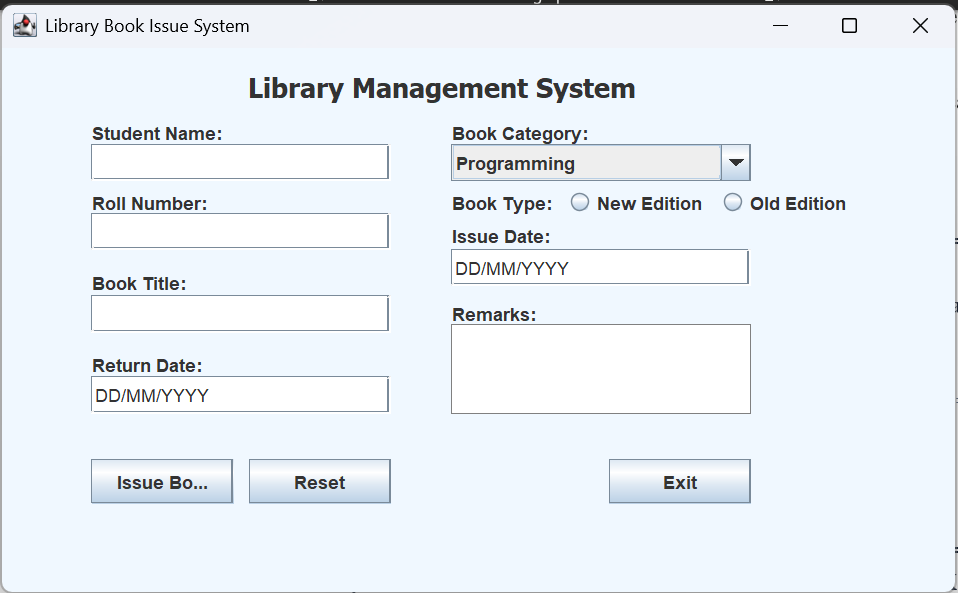 Library Book Issue System
Library Management System
Student Name:
Book Category:
Programming
Roll Number:
Book Type: New Edition Old Edition
Issue Date:
DD/MM/YYYY
Book Title:
Remarks:
Return Date:
DD/MM/YYYY
Issue Bo... Reset Exit